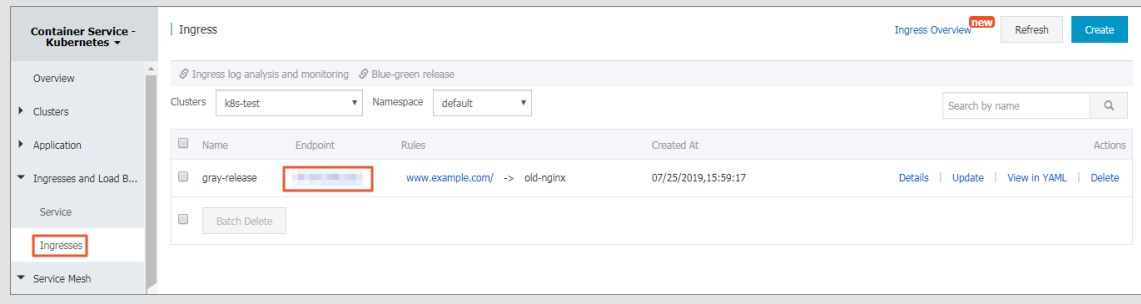 Container Service -
Kubernetes
Overview
Clusters
Application
Ingresses and Load B...
Service
Ingresses
Service Mesh
Ingress
Ingress Overview new Refresh Create
Ingress log analysis and monitoring Blue-green release
Clusters k8s-test Namespace default Search by name
Name Endpoint Rules Created At Actions
gray-release www.example.com/ -> old-nginx 07/25/2019,15:59:17 Details | Update | View in YAML | Delete
Batch Delete